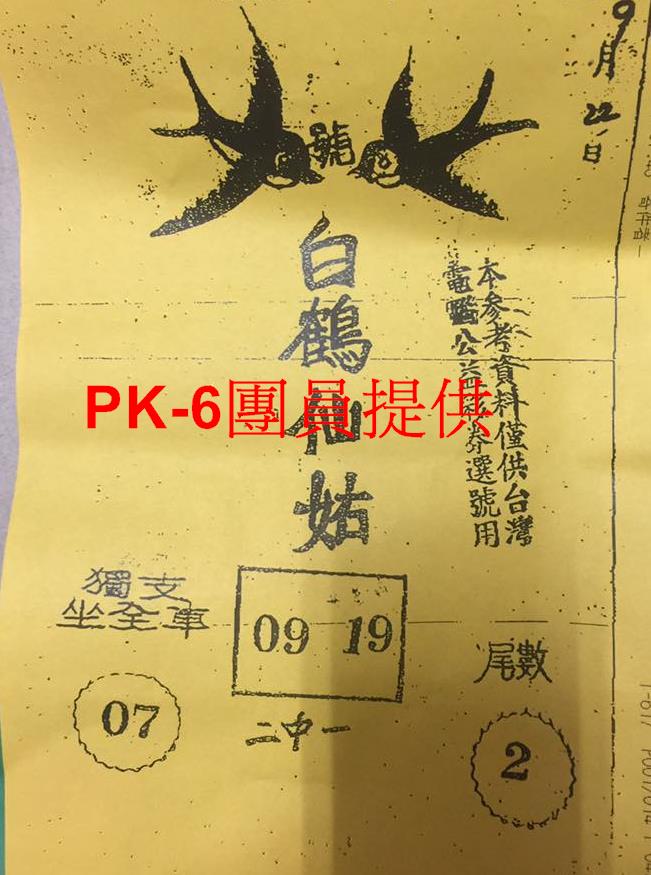 9月22日
號
白鶴仙姑
本參考資料僅供台灣
電腦公益彩券選號用
PK-6團員提供
獨支
坐全車
07
09 19
二中一
尾數
2